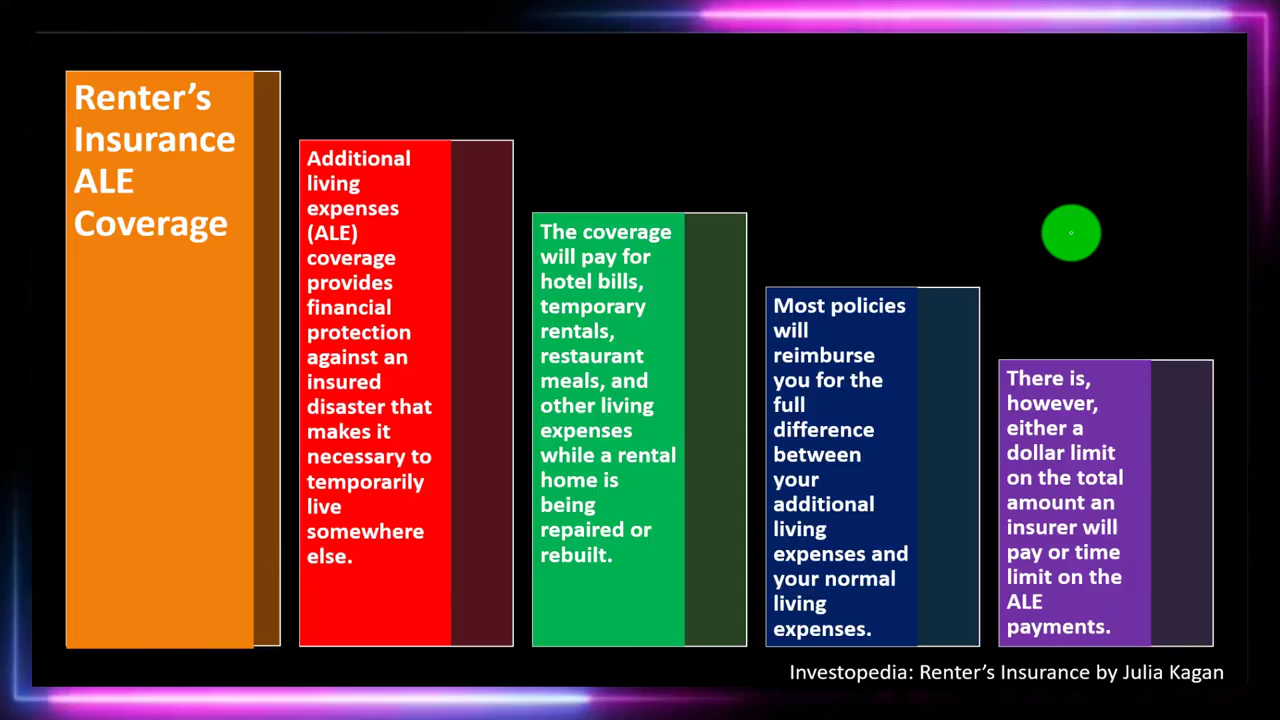 Renter’s
Insurance
ALE
Coverage
Additional
living
expenses
(ALE)
coverage
provides
financial
protection
against an
insured
disaster that
makes it
necessary to
temporarily
live
somewhere
else.
The coverage
will pay for
hotel bills,
temporary
rentals,
restaurant
meals, and
other living
expenses
while a rental
home is
being
repaired or
rebuilt.
Most policies
will
reimburse
you for the
full
difference
between
your
additional
living
expenses and
your normal
living
expenses.
There is,
however,
either a
dollar limit
on the total
amount an
insurer will
pay or time
limit on the
ALE
payments.
Investopedia: Renter’s Insurance by Julia Kagan